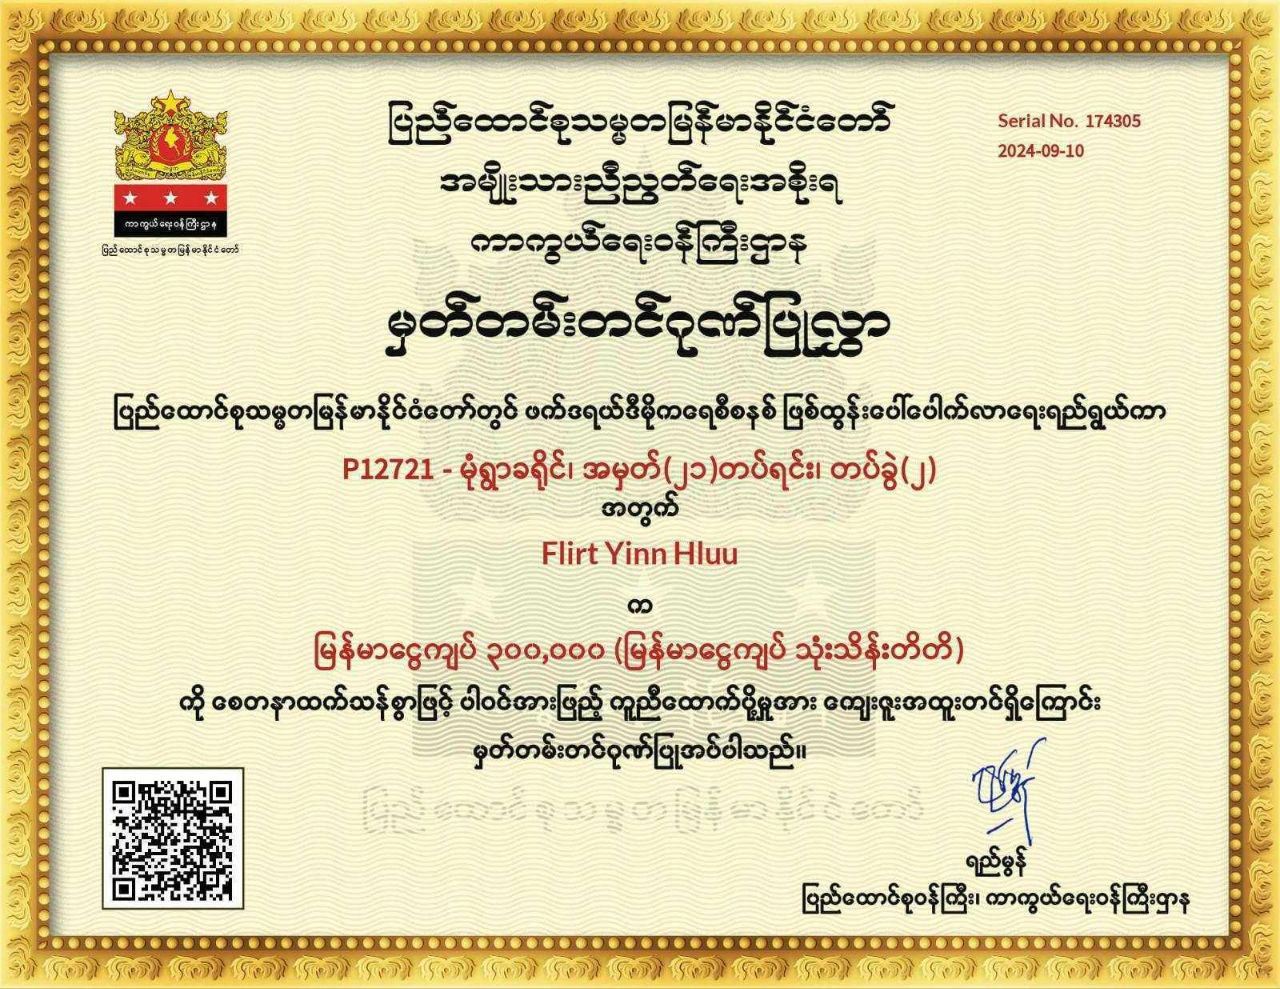 ပြည်ထောင်စုသမ္မတမြန်မာနိုင်ငံတော်
အမျိုးသားညီညွတ်ရေးအစိုးရ
ကာကွယ်ရေးဝန်ကြီးဌာန
Serial No. 174305
2024-09-10
ကာကွယ်ရေးဝန်ကြီးဌာန
ပြည်ထောင်စုသမ္မတမြန်မာနိုင်ငံတော်
မှတ်တမ်းတင်ဂုဏ်ပြုလွှာ
ပြည်ထောင်စုသမ္မတမြန်မာနိုင်ငံတော်တွင် ဖက်ဒရယ်ဒီမိုကရေစီစနစ် ဖြစ်ထွန်းပေါ်ပေါက်လာရေးရည်ရွယ်ကာ
P12721 - မုံရွာခရိုင်၊ အမှတ်(၂၁)တပ်ရင်း၊ တပ်ခွဲ(၂)
အတွက်
Flirt Yinn Hluu
က
မြန်မာငွေကျပ် ၃၀၀,၀၀၀ (မြန်မာငွေကျပ် သုံးသိန်းတိတိ)
ကို စေတနာထက်သန်စွာဖြင့် ပါဝင်အားဖြည့် ကူညီထောက်ပို့မှုအား ကျေးဇူးအထူးတင်ရှိကြောင်း
မှတ်တမ်းတင်ဂုဏ်ပြုအပ်ပါသည်။
ပြည်ထောင်စုသမ္မတမြန်မာနိုင်ငံတော်
ရည်မွန်
ပြည်ထောင်စုဝန်ကြီး၊ ကာကွယ်ရေးဝန်ကြီးဌာန